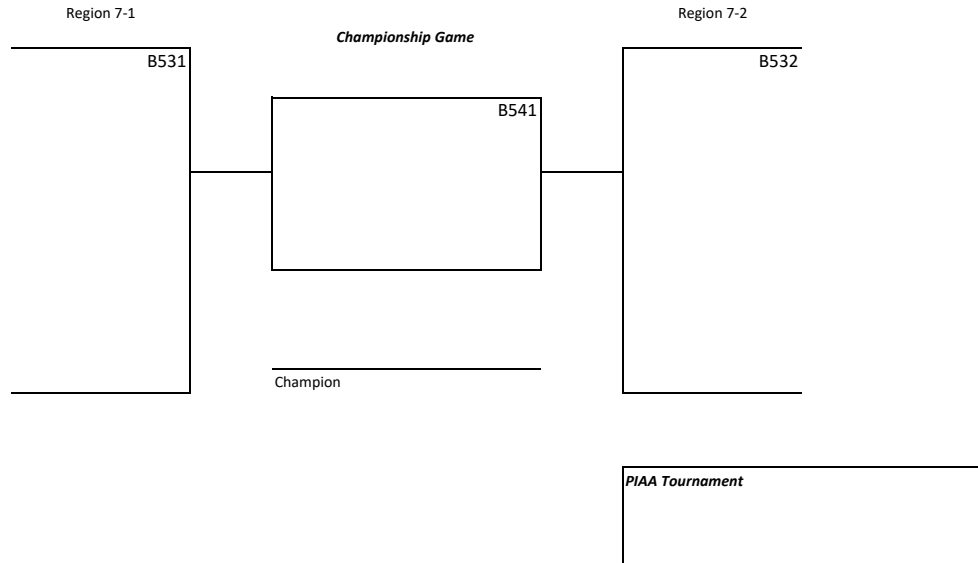 Region 7-1
Region 7-2
Championship Game
B531
B532
B541
Champion
PIAA Tournament